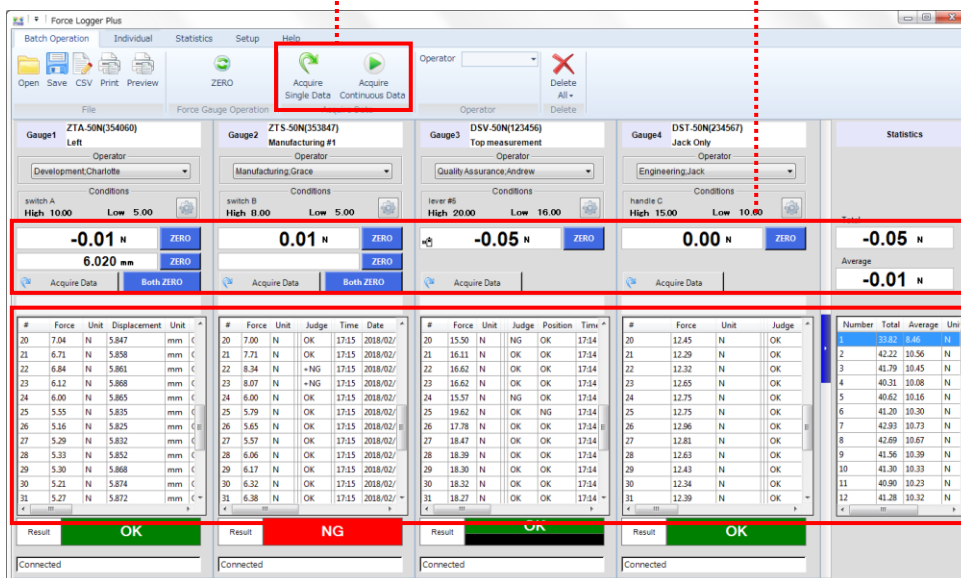 Force Logger Plus
Batch Operation Individual Statistics Setup Help
Open Save CSV Print Preview ZERO Acquire Single Data Acquire Continuous Data Operator Delete All
File Force Gauge Operation Acquire Data Operator Delete
Gauge1 ZTA-50N(354060) Left
Operator
Development;Charlotte
Conditions
switch A
High 10.00 Low 5.00
-0.01 N ZERO
6.020 mm ZERO
Acquire Data Both ZERO
# Force Unit Displacement Unit
20 7.04 N 5.847 mm
21 6.71 N 5.858 mm
22 6.84 N 5.861 mm
23 6.12 N 5.868 mm
24 6.00 N 5.865 mm
25 5.55 N 5.835 mm
26 5.16 N 5.825 mm
27 5.29 N 5.832 mm
28 5.33 N 5.852 mm
29 5.30 N 5.868 mm
30 5.21 N 5.874 mm
31 5.27 N 5.872 mm
Result OK
Connected
Gauge2 ZTS-50N(353847) Manufacturing #1
Operator
Manufacturing;Grace
Conditions
switch B
High 8.00 Low 5.00
0.01 N ZERO
ZERO
Acquire Data Both ZERO
# Force Unit Judge Time Date
20 7.00 N OK 17:15 2018/02/
21 7.71 N OK 17:15 2018/02/
22 8.34 N +NG 17:15 2018/02/
23 8.07 N +NG 17:15 2018/02/
24 6.00 N OK 17:15 2018/02/
25 5.79 N OK 17:15 2018/02/
26 5.65 N OK 17:15 2018/02/
27 5.57 N OK 17:15 2018/02/
28 6.06 N OK 17:15 2018/02/
29 6.17 N OK 17:15 2018/02/
30 6.32 N OK 17:15 2018/02/
31 6.38 N OK 17:15 2018/02/
Result NG
Connected
Gauge3 DSV-50N(123456) Top measurement
Operator
Quality Assurance;Andrew
Conditions
lever #6
High 20.00 Low 16.00
-0.05 N ZERO
Acquire Data
# Force Unit Judge Position Time
20 15.50 N NG OK 17:14
21 16.11 N OK OK 17:14
22 16.62 N OK OK 17:14
23 16.62 N OK OK 17:14
24 15.57 N NG OK 17:14
25 19.62 N OK NG 17:14
26 17.78 N OK OK 17:14
27 18.47 N OK OK 17:14
28 18.39 N OK OK 17:14
29 18.30 N OK OK 17:14
30 18.32 N OK OK 17:14
31 18.27 N OK OK 17:14
Result OK
Connected
Gauge4 DST-50N(234567) Jack Only
Operator
Engineering;Jack
Conditions
handle C
High 15.00 Low 10.00
0.00 N ZERO
Acquire Data
# Force Unit Judge
20 12.45 N OK
21 12.29 N OK
22 12.32 N OK
23 12.65 N OK
24 12.75 N OK
25 12.75 N OK
26 12.96 N OK
27 12.81 N OK
28 12.63 N OK
29 12.43 N OK
30 12.34 N OK
31 12.39 N OK
Result OK
Connected
Statistics
Total
-0.05 N
Average
-0.01 N
Number Total Average Uni
1 33.82 8.46 N
2 42.22 10.56 N
3 41.79 10.45 N
4 40.31 10.08 N
5 40.62 10.16 N
6 41.20 10.30 N
7 42.93 10.73 N
8 42.69 10.67 N
9 41.56 10.39 N
10 41.30 10.33 N
11 40.90 10.23 N
12 41.28 10.32 N